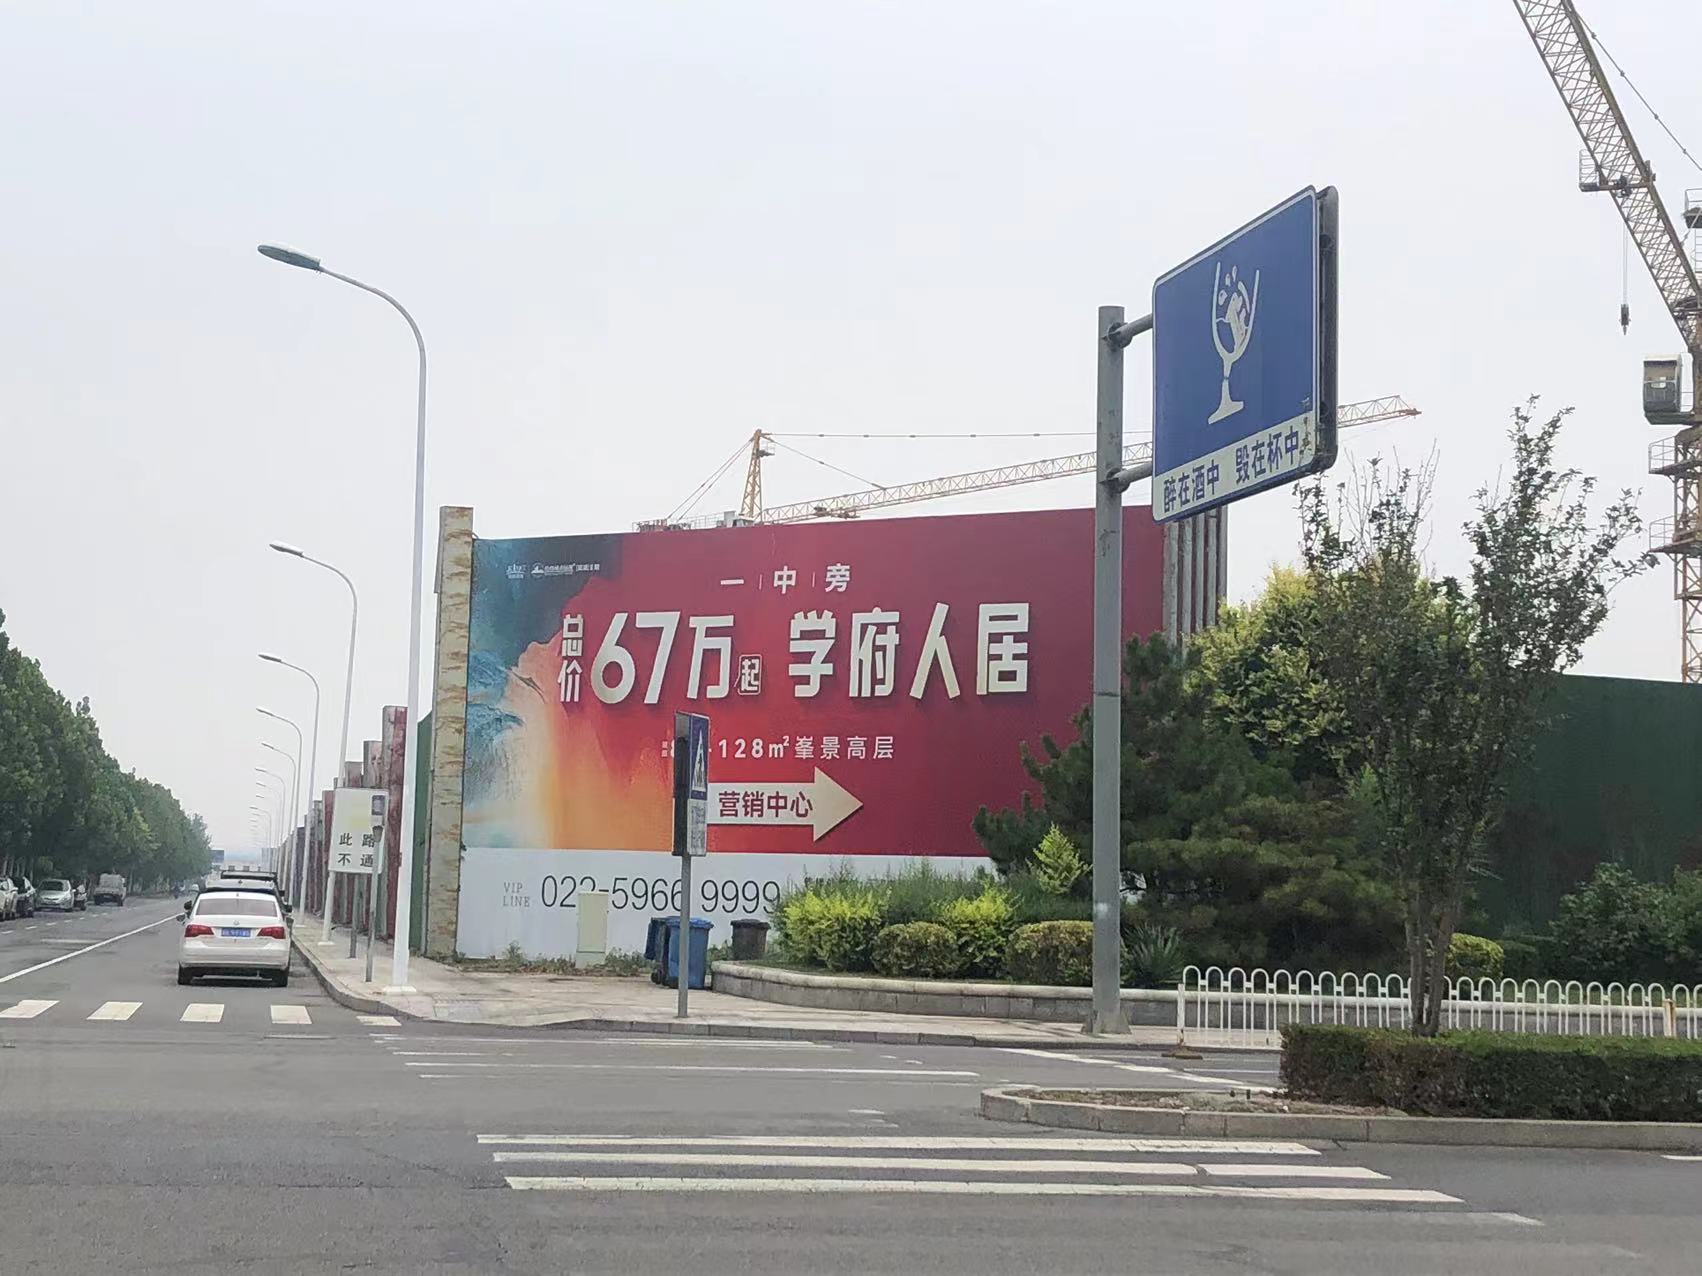 醉在酒中 毁在杯中
一中旁
总价67万起 学府人居
128m²峯景高层
营销中心
VIP LINE 022-5966 9999
此路
不通